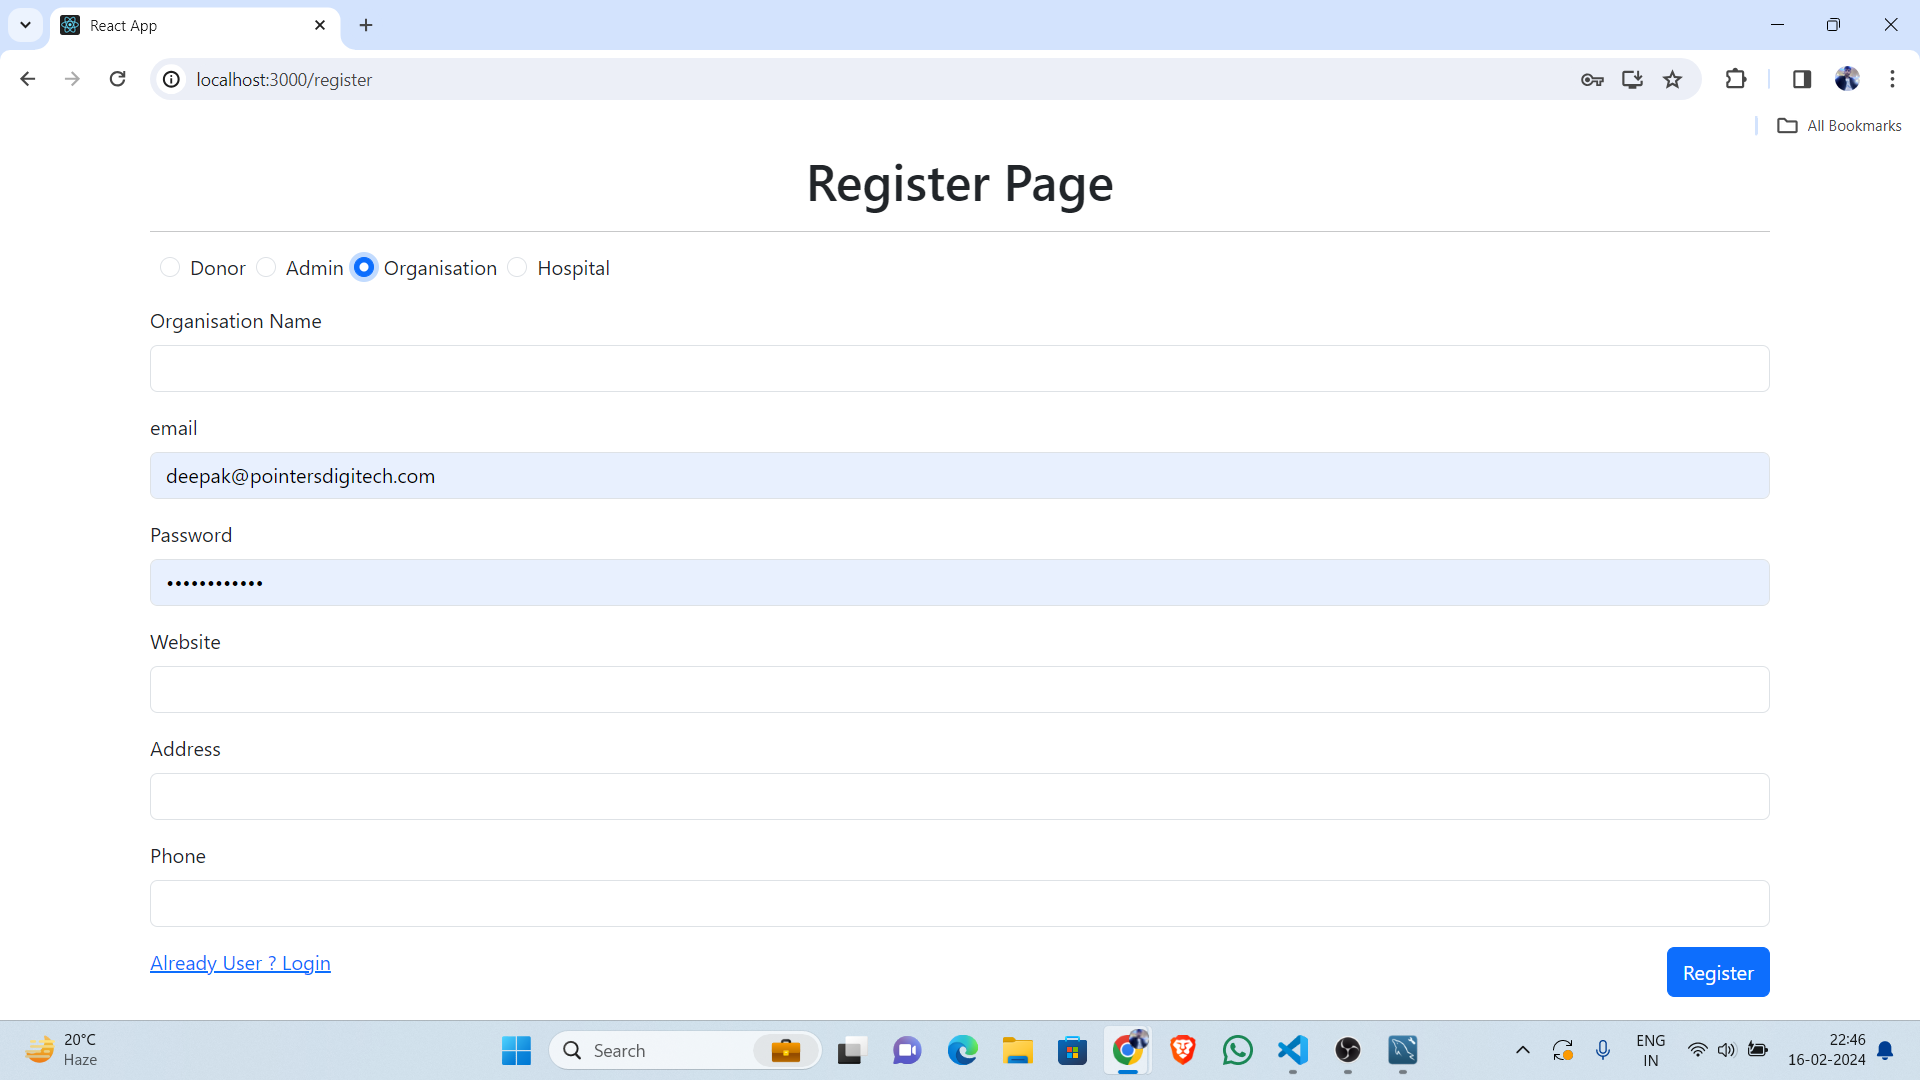 React App
localhost:3000/register
All Bookmarks
Register Page
Donor Admin Organisation Hospital
Organisation Name
email
deepak@pointersdigitech.com
Password
••••••••••••
Website
Address
Phone
Already User ? Login
Register
20°C
Haze
Search
ENG
IN
22:46
16-02-2024